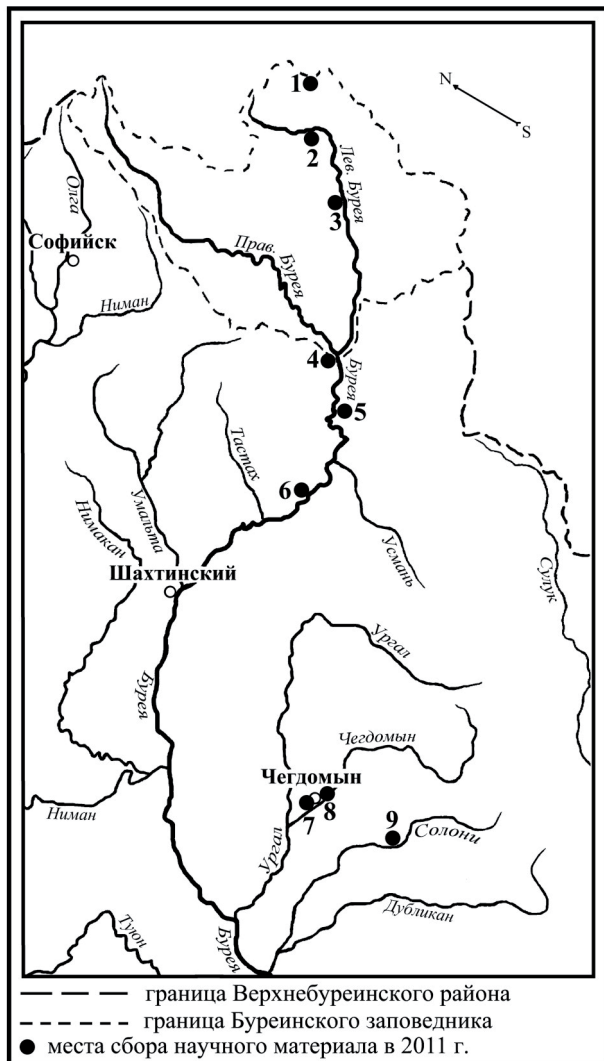 1
N
S
2
Лев. Бурея
3
Олга
Софийск
Прав. Бурея
Ниман
4
Бурея
5
Тастах
6
Умальта
Нимакан
Усмань
Сулук
Шахтинский
Ургал
Бурея
Чегдомын
Чегдомын
8
7
9
Солони
Ниман
Ургал
Дубликан
Туюн
Бурея
граница Верхнебуреинского района
граница Буреинского заповедника
места сбора научного материала в 2011 г.